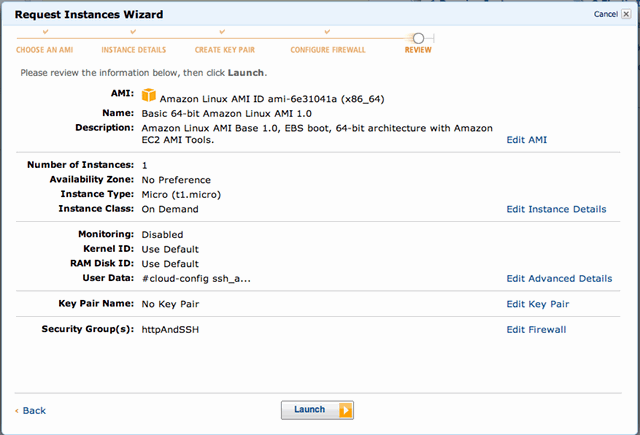 Request Instances Wizard
Cancel
CHOOSE AN AMI INSTANCE DETAILS CREATE KEY PAIR CONFIGURE FIREWALL REVIEW
Please review the information below, then click Launch.
AMI: Amazon Linux AMI ID ami-6e31041a (x86_64)
Name: Basic 64-bit Amazon Linux AMI 1.0
Description: Amazon Linux AMI Base 1.0, EBS boot, 64-bit architecture with Amazon
EC2 AMI Tools. Edit AMI
Number of Instances: 1
Availability Zone: No Preference
Instance Type: Micro (t1.micro)
Instance Class: On Demand Edit Instance Details
Monitoring: Disabled
Kernel ID: Use Default
RAM Disk ID: Use Default
User Data: #cloud-config ssh_a... Edit Advanced Details
Key Pair Name: No Key Pair Edit Key Pair
Security Group(s): httpAndSSH Edit Firewall
Back Launch